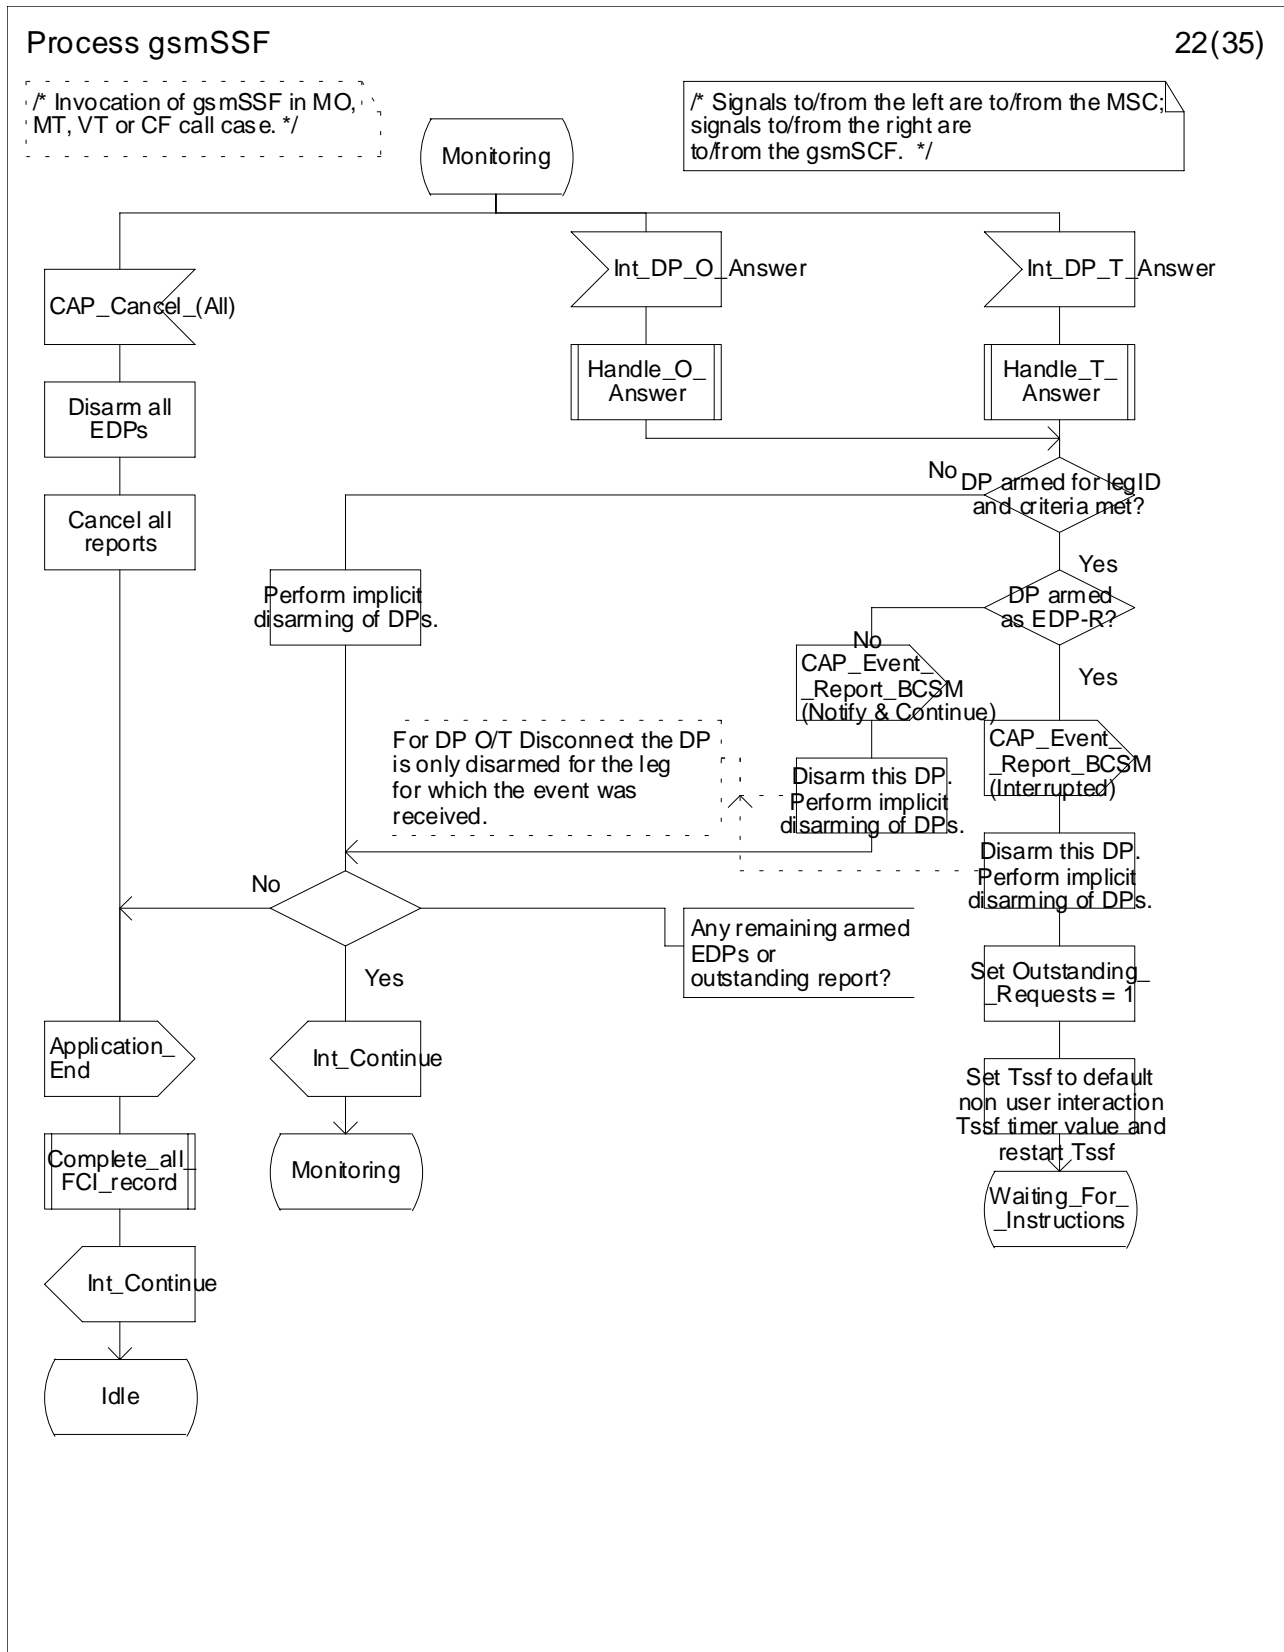 Process gsmSSF
22(35)
/* Invocation of gsmSSF in MO,
MT, VT or CF call case. */
/* Signals to/from the left are to/from the MSC;
signals to/from the right are
to/from the gsmSCF. */
Monitoring
Int_DP_O_Answer
Int_DP_T_Answer
CAP_Cancel_(All)
Handle_O_
Answer
Handle_T_
Answer
Disarm all
EDPs
No
DP armed for legID
and criteria met?
Cancel all
reports
Yes
Perform implicit
disarming of DPs.
DP armed
as EDP-R?
No
CAP_Event_
_Report_BCSM
(Notify & Continue)
Yes
For DP O/T Disconnect the DP
is only disarmed for the leg
for which the event was
received.
CAP_Event_
_Report_BCSM
(Interrupted)
Disarm this DP.
Perform implicit
disarming of DPs.
Disarm this DP.
Perform implicit
disarming of DPs.
No
Any remaining armed
EDPs or
outstanding report?
Yes
Set Outstanding_
_Requests = 1
Application_
End
Int_Continue
Set Tssf to default
non user interaction
Tssf timer value and
restart Tssf
Complete_all_
FCI_record
Monitoring
Waiting_For_
_Instructions
Int_Continue
Idle